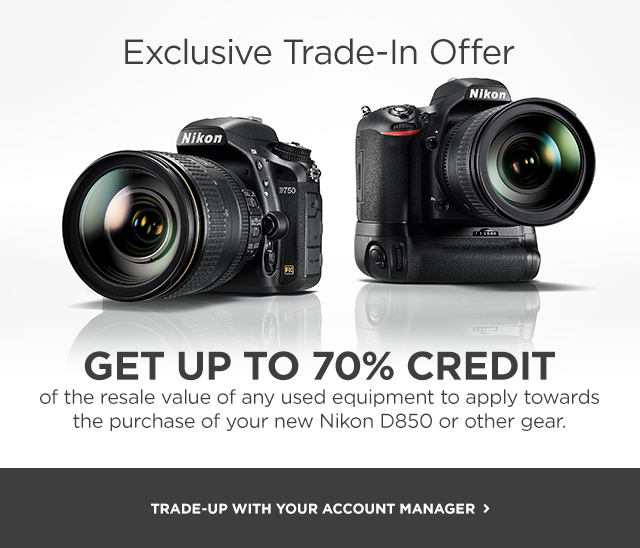 Exclusive Trade-In Offer
Nikon
Nikon
D750
FX
GET UP TO 70% CREDIT
of the resale value of any used equipment to apply towards
the purchase of your new Nikon D850 or other gear.
TRADE-UP WITH YOUR ACCOUNT MANAGER >